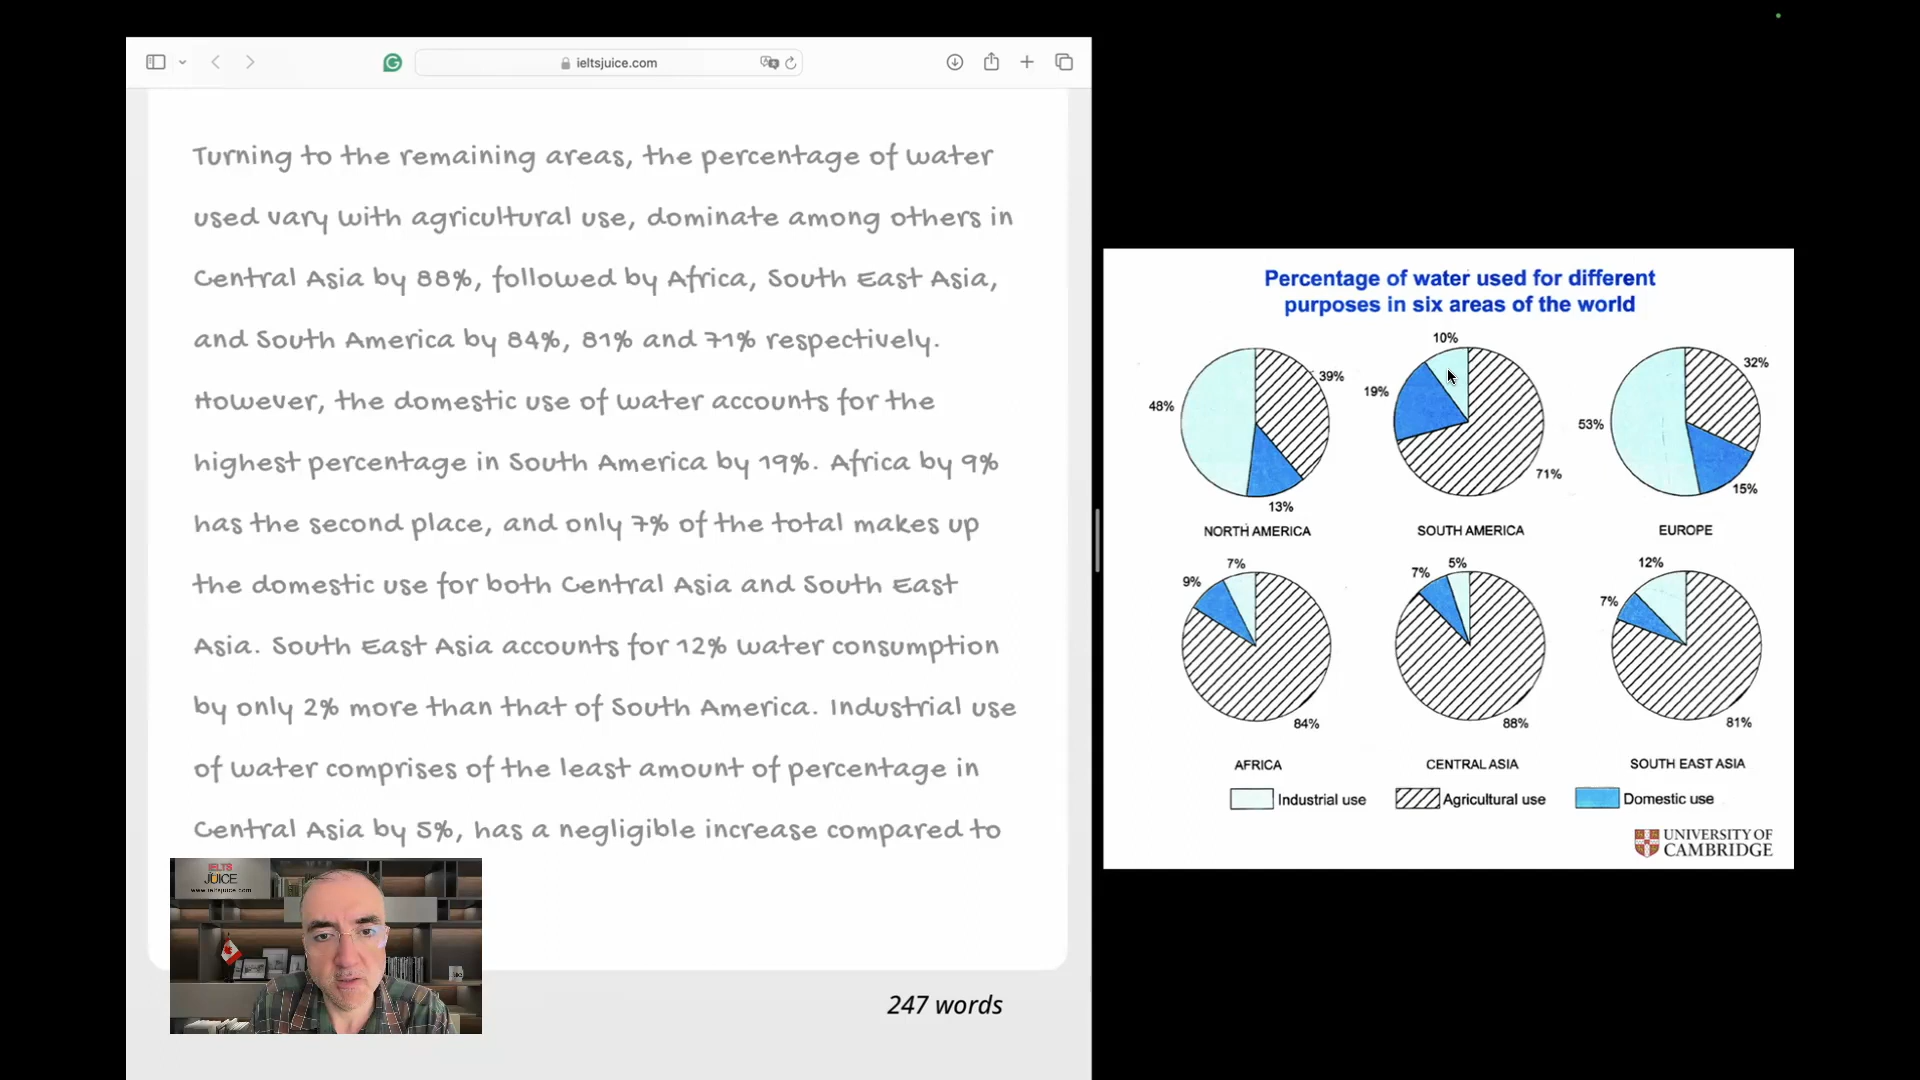 ieltsjuice.com
Turning to the remaining areas, the percentage of water
used vary with agricultural use, dominate among others in
Central Asia by 88%, followed by Africa, South East Asia,
and South America by 84%, 81% and 71% respectively.
However, the domestic use of water accounts for the
highest percentage in South America by 19%. Africa by 9%
has the second place, and only 7% of the total makes up
the domestic use for both Central Asia and South East
Asia. South East Asia accounts for 12% water consumption
by only 2% more than that of South America. Industrial use
of water comprises of the least amount of percentage in
Central Asia by 5%, has a negligible increase compared to
247 words
IELTS
JUICE
www.ieltsjuice.com
Percentage of water used for different
purposes in six areas of the world
48%
39%
13%
NORTH AMERICA
10%
19%
71%
SOUTH AMERICA
32%
53%
15%
EUROPE
9%
7%
84%
AFRICA
7%
5%
88%
CENTRAL ASIA
12%
7%
81%
SOUTH EAST ASIA
Industrial use
Agricultural use
Domestic use
UNIVERSITY OF
CAMBRIDGE